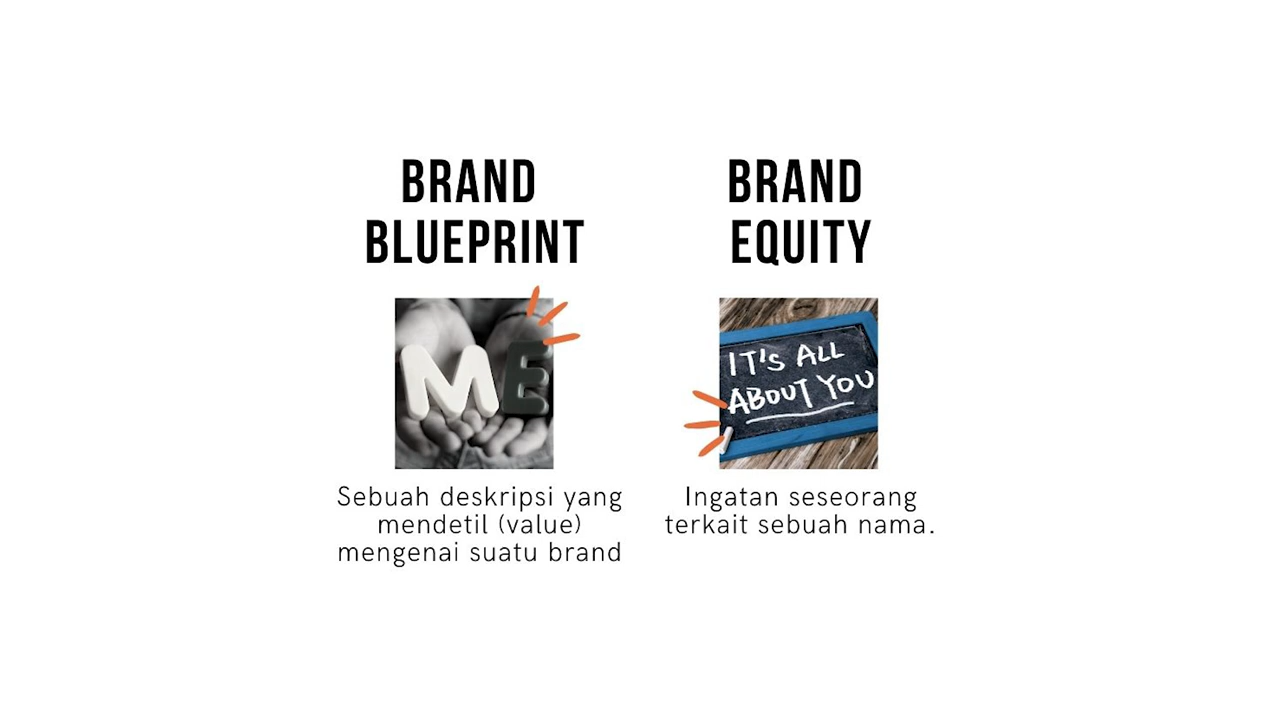 BRAND
BLUEPRINT
ME
Sebuah deskripsi yang
mendetil (value)
mengenai suatu brand
BRAND
EQUITY
IT'S ALL
ABOUT YOU
Ingatan seseorang
terkait sebuah nama.